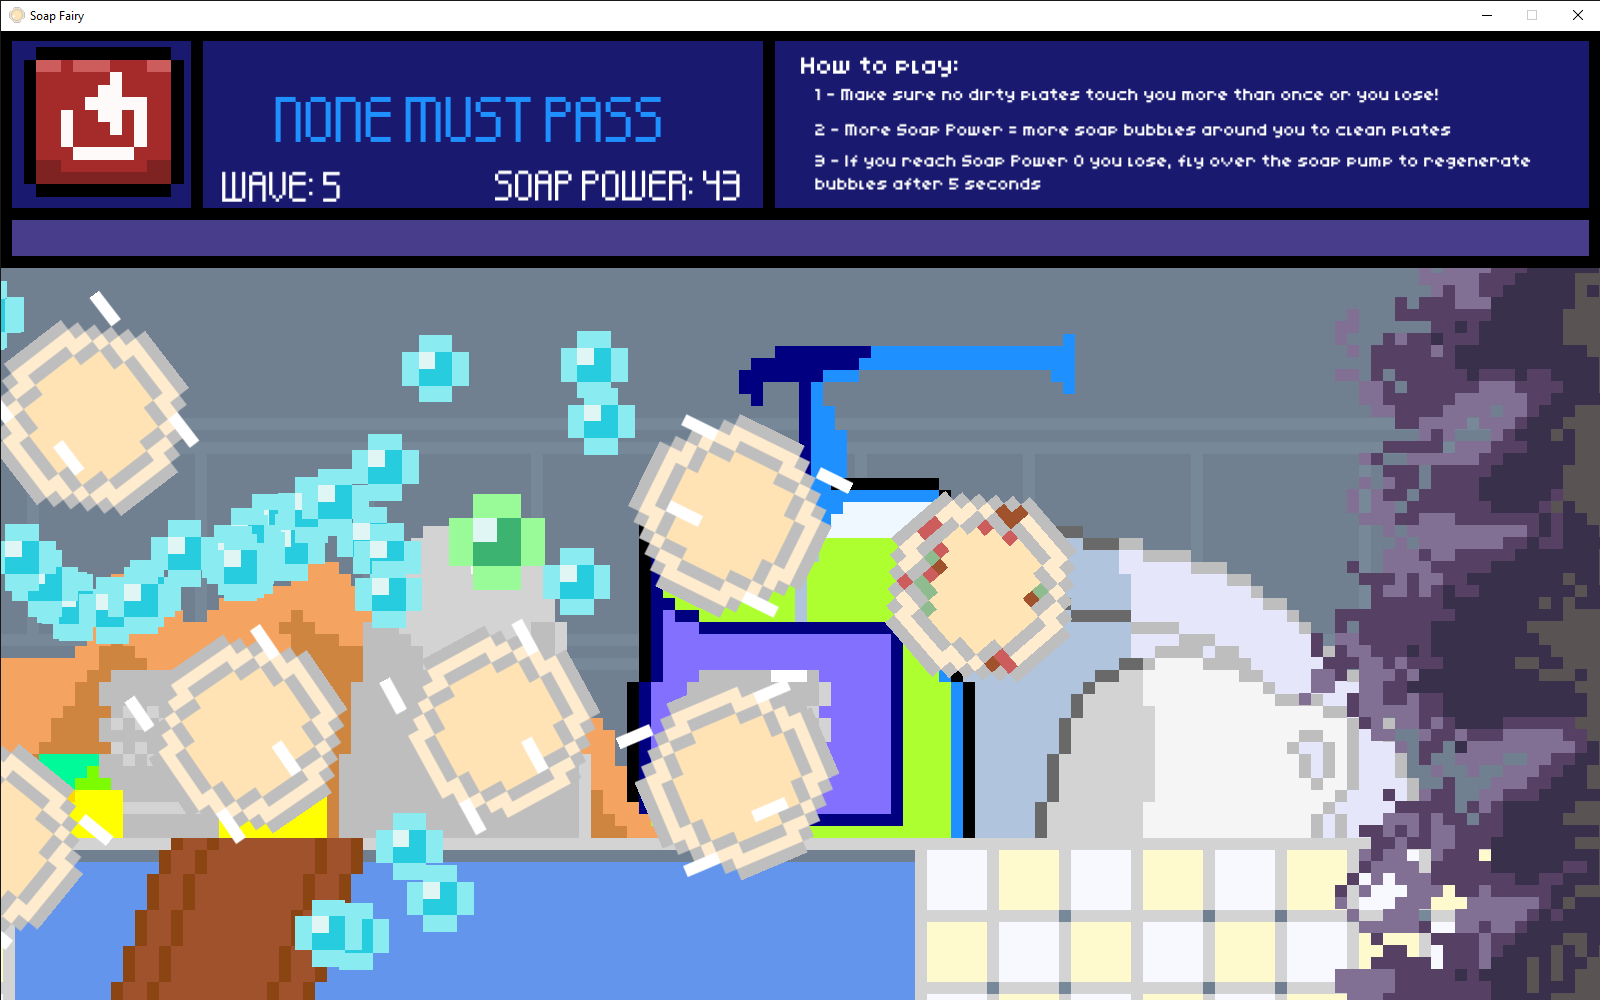 Soap Fairy
NONE MUST PASS
WAVE: 5
SOAP POWER: 43
How to play:
1 - Make sure no dirty plates touch you more than once or you lose!
2 - More Soap Power = more soap bubbles around you to clean plates
3 - If you reach Soap Power 0 you lose, fly over the soap pump to regenerate
bubbles after 5 seconds